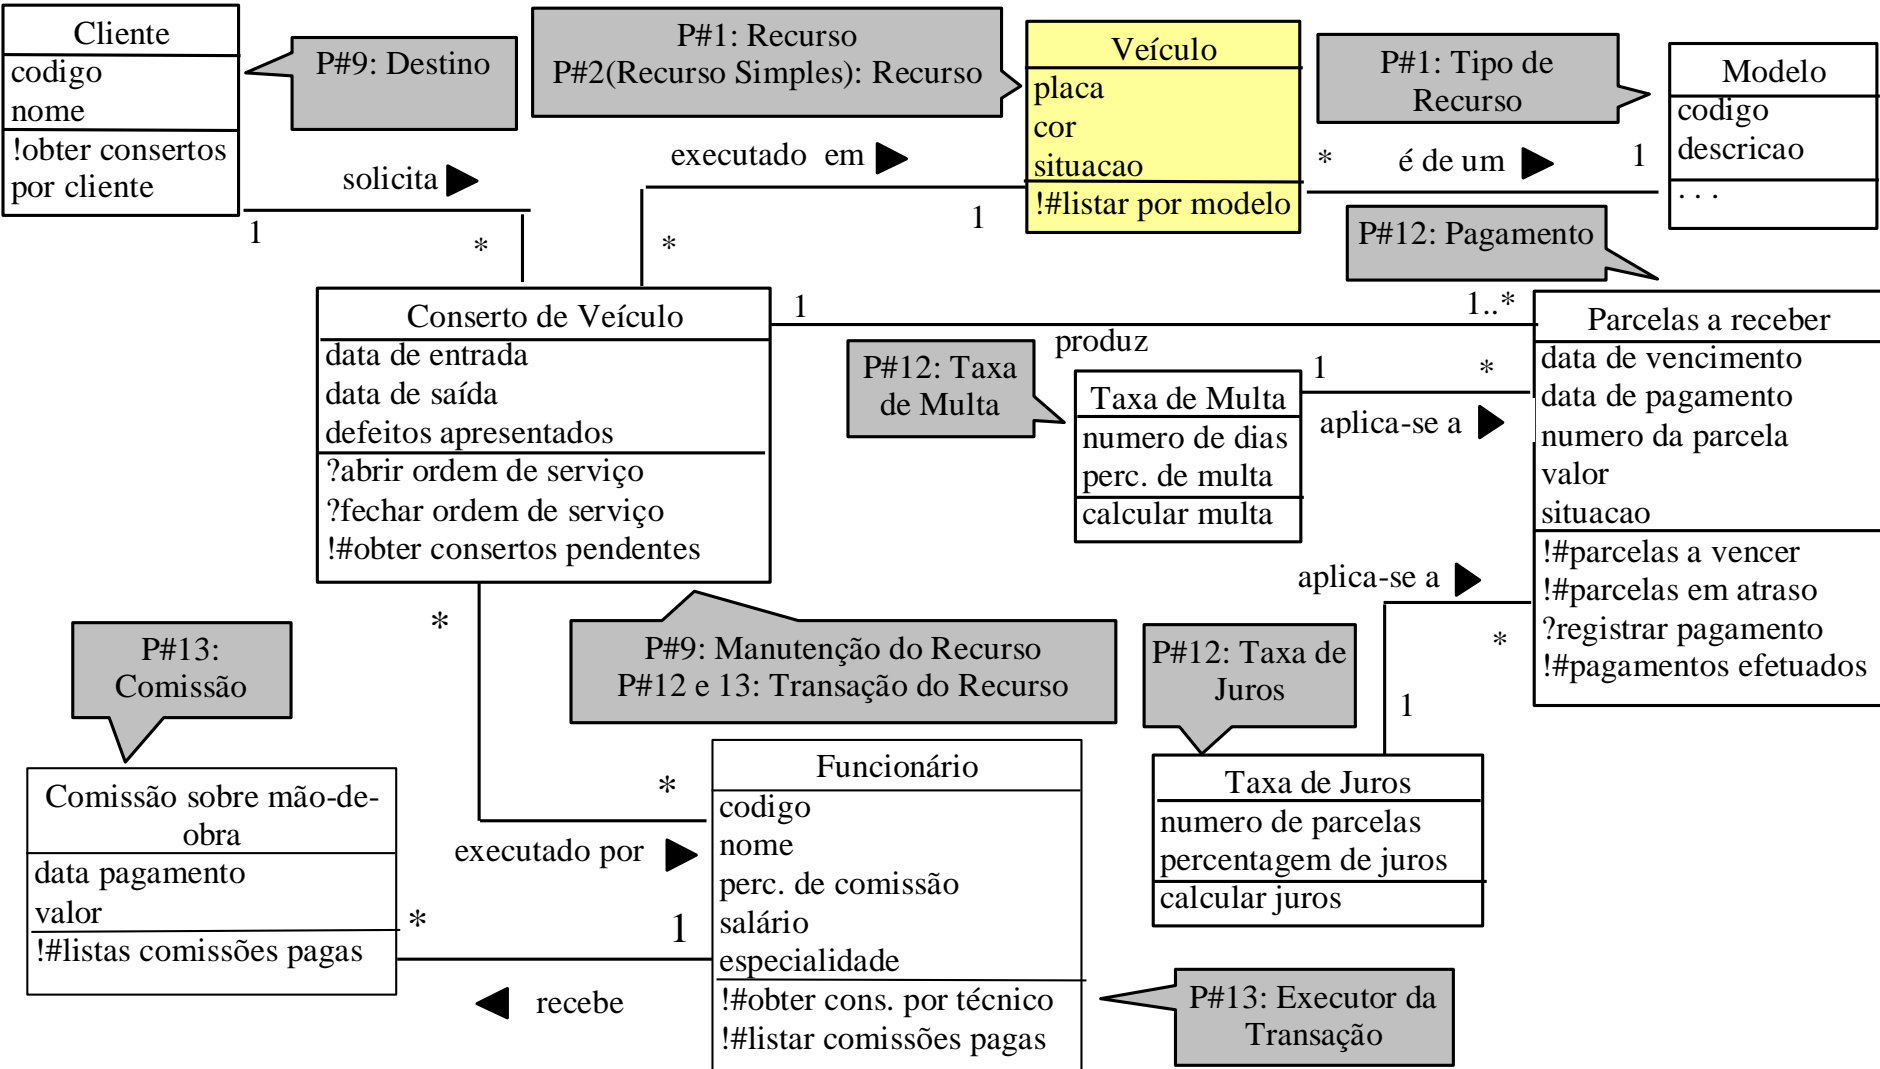 Cliente
codigo
nome
!obter consertos
por cliente
P#9: Destino
P#1: Recurso
P#2(Recurso Simples): Recurso
Veículo
placa
cor
situacao
!#listar por modelo
P#1: Tipo de
Recurso
Modelo
codigo
descricao
. . .
solicita
1
*
executado em
*
1
*
é de um
1
P#12: Pagamento
Conserto de Veículo
data de entrada
data de saída
defeitos apresentados
?abrir ordem de serviço
?fechar ordem de serviço
!#obter consertos pendentes
1
produz
1..*
P#12: Taxa
de Multa
Taxa de Multa
numero de dias
perc. de multa
calcular multa
1
*
aplica-se a
Parcelas a receber
data de vencimento
data de pagamento
numero da parcela
valor
situacao
!#parcelas a vencer
!#parcelas em atraso
?registrar pagamento
!#pagamentos efetuados
aplica-se a
*
1
P#9: Manutenção do Recurso
P#12 e 13: Transação do Recurso
P#12: Taxa de
Juros
Taxa de Juros
numero de parcelas
percentagem de juros
calcular juros
P#13:
Comissão
Comissão sobre mão-de-
obra
data pagamento
valor
!#listas comissões pagas
*
*
executado por
Funcionário
codigo
nome
perc. de comissão
salário
especialidade
!#obter cons. por técnico
!#listar comissões pagas
*
1
recebe
P#13: Executor da
Transação